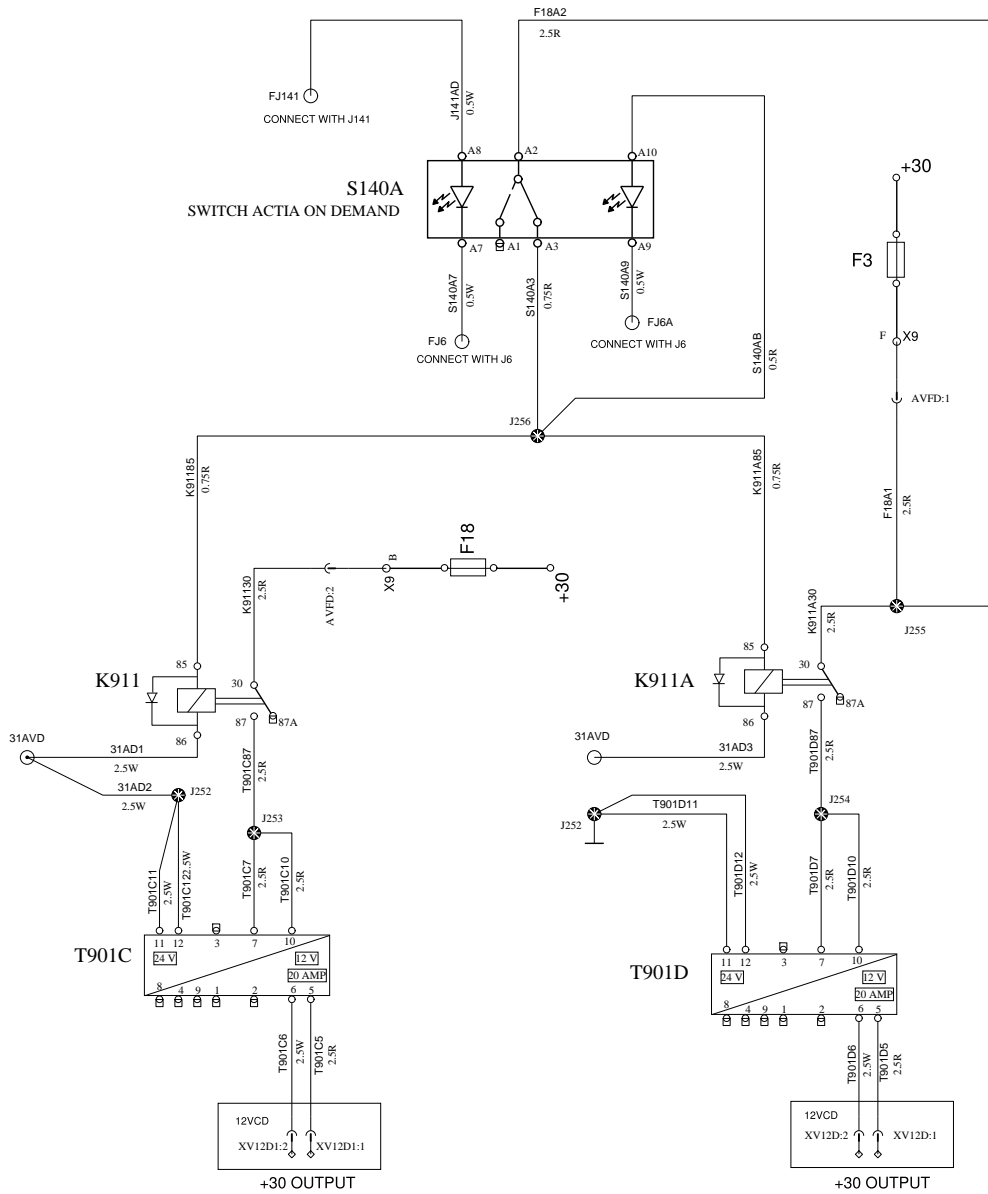 F18A2
2.5R
FJ141
CONNECT WITH J141
J141AD
0.5W
A8
A2
A10
S140A
SWITCH ACTIA ON DEMAND
A7
A1
A3
A9
S140A7
0.5W
S140A3
0.75R
S140A9
0.5W
FJ6
CONNECT WITH J6
FJ6A
CONNECT WITH J6
S140AB
0.5R
+30
F3
F
X9
AVFD:1
F18A1
2.5R
J255
J256
K91185
0.75R
K911A85
0.75R
K91130
2.5R
AVFD:2
X9
B
F18
+30
K911A30
2.5R
K911
85
30
87
87A
86
31AVD
31AD1
2.5W
31AD2
2.5W
J252
T901C87
2.5R
J253
T901C11
2.5W
T901C12
2.5W
T901C7
2.5R
T901C10
2.5R
T901C
11
12
3
7
10
24 V
12 V
20 AMP
8
4
9
1
2
6
5
T901C6
2.5W
T901C5
2.5R
12VCD
XV12D1:2
XV12D1:1
+30 OUTPUT
K911A
85
30
87
87A
86
31AVD
31AD3
2.5W
T901D87
2.5R
J254
J252
T901D11
2.5W
T901D12
2.5W
T901D7
2.5R
T901D10
2.5R
T901D
11
12
3
7
10
24 V
12 V
20 AMP
8
4
9
1
2
6
5
T901D6
2.5W
T901D5
2.5R
12VCD
XV12D:2
XV12D:1
+30 OUTPUT